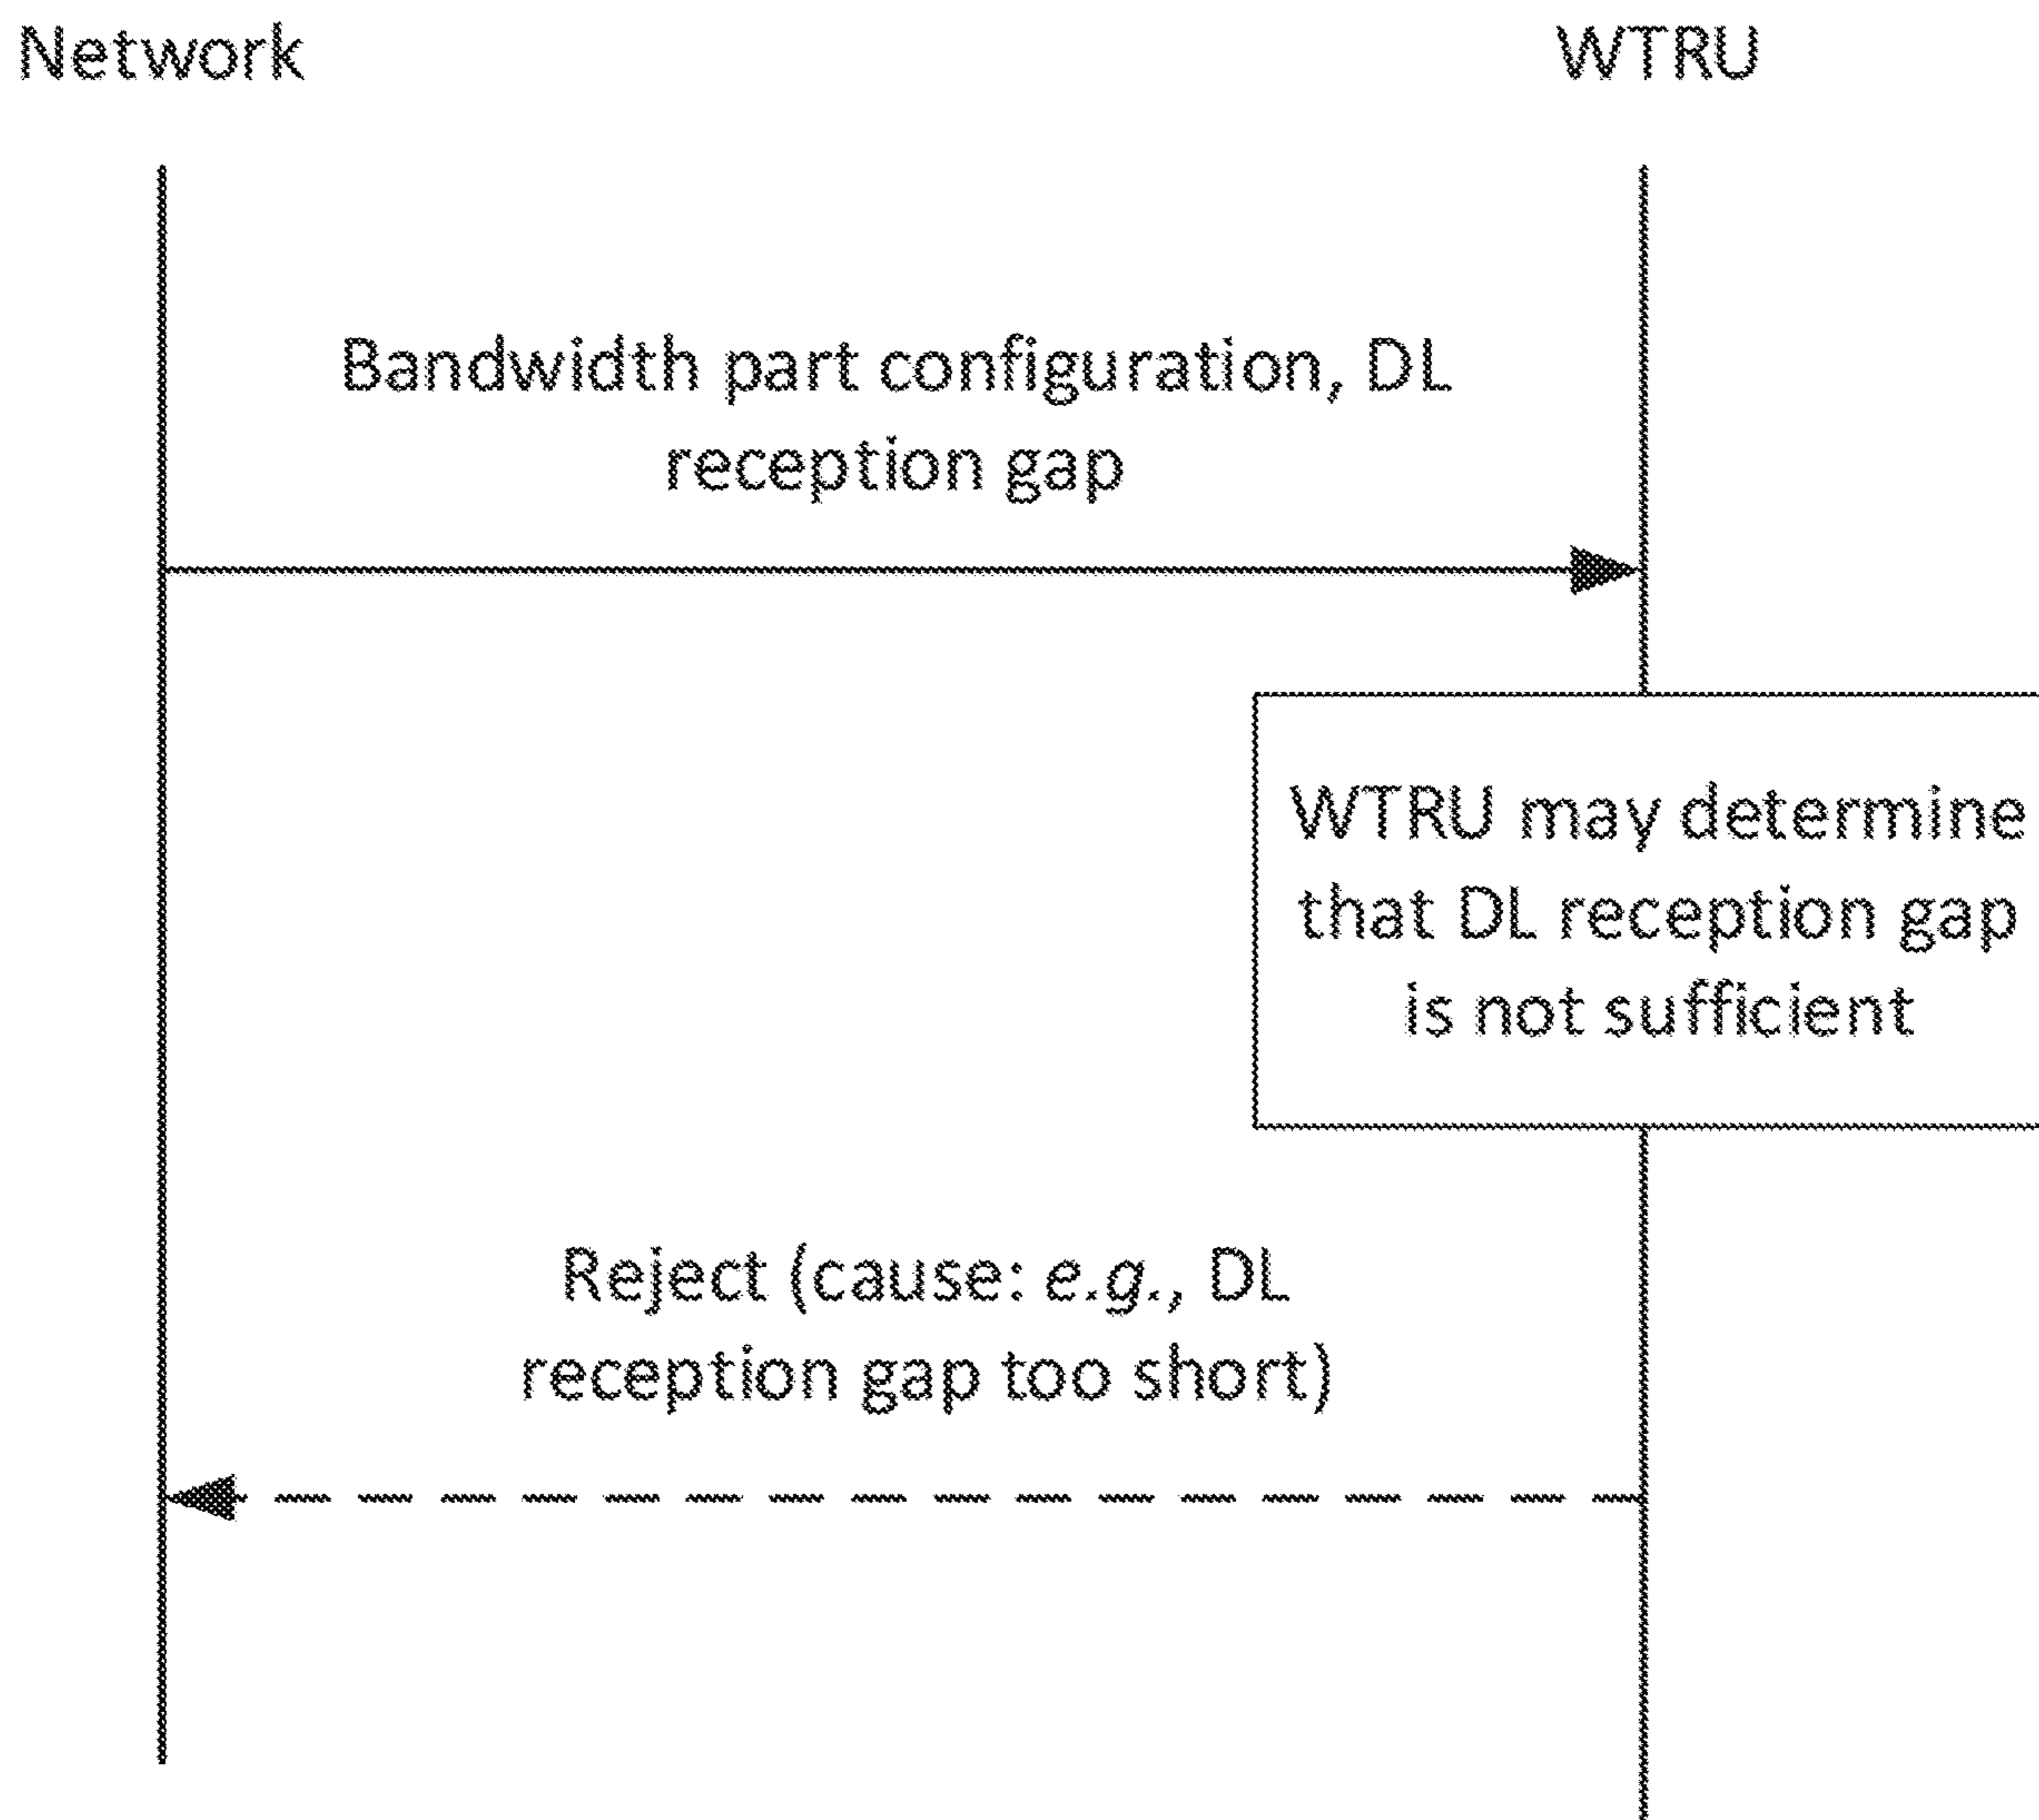 Network
WTRU
Bandwidth part configuration, DL
reception gap
WTRU may determine
that DL reception gap
is not sufficient
Reject (cause: e.g., DL
reception gap too short)